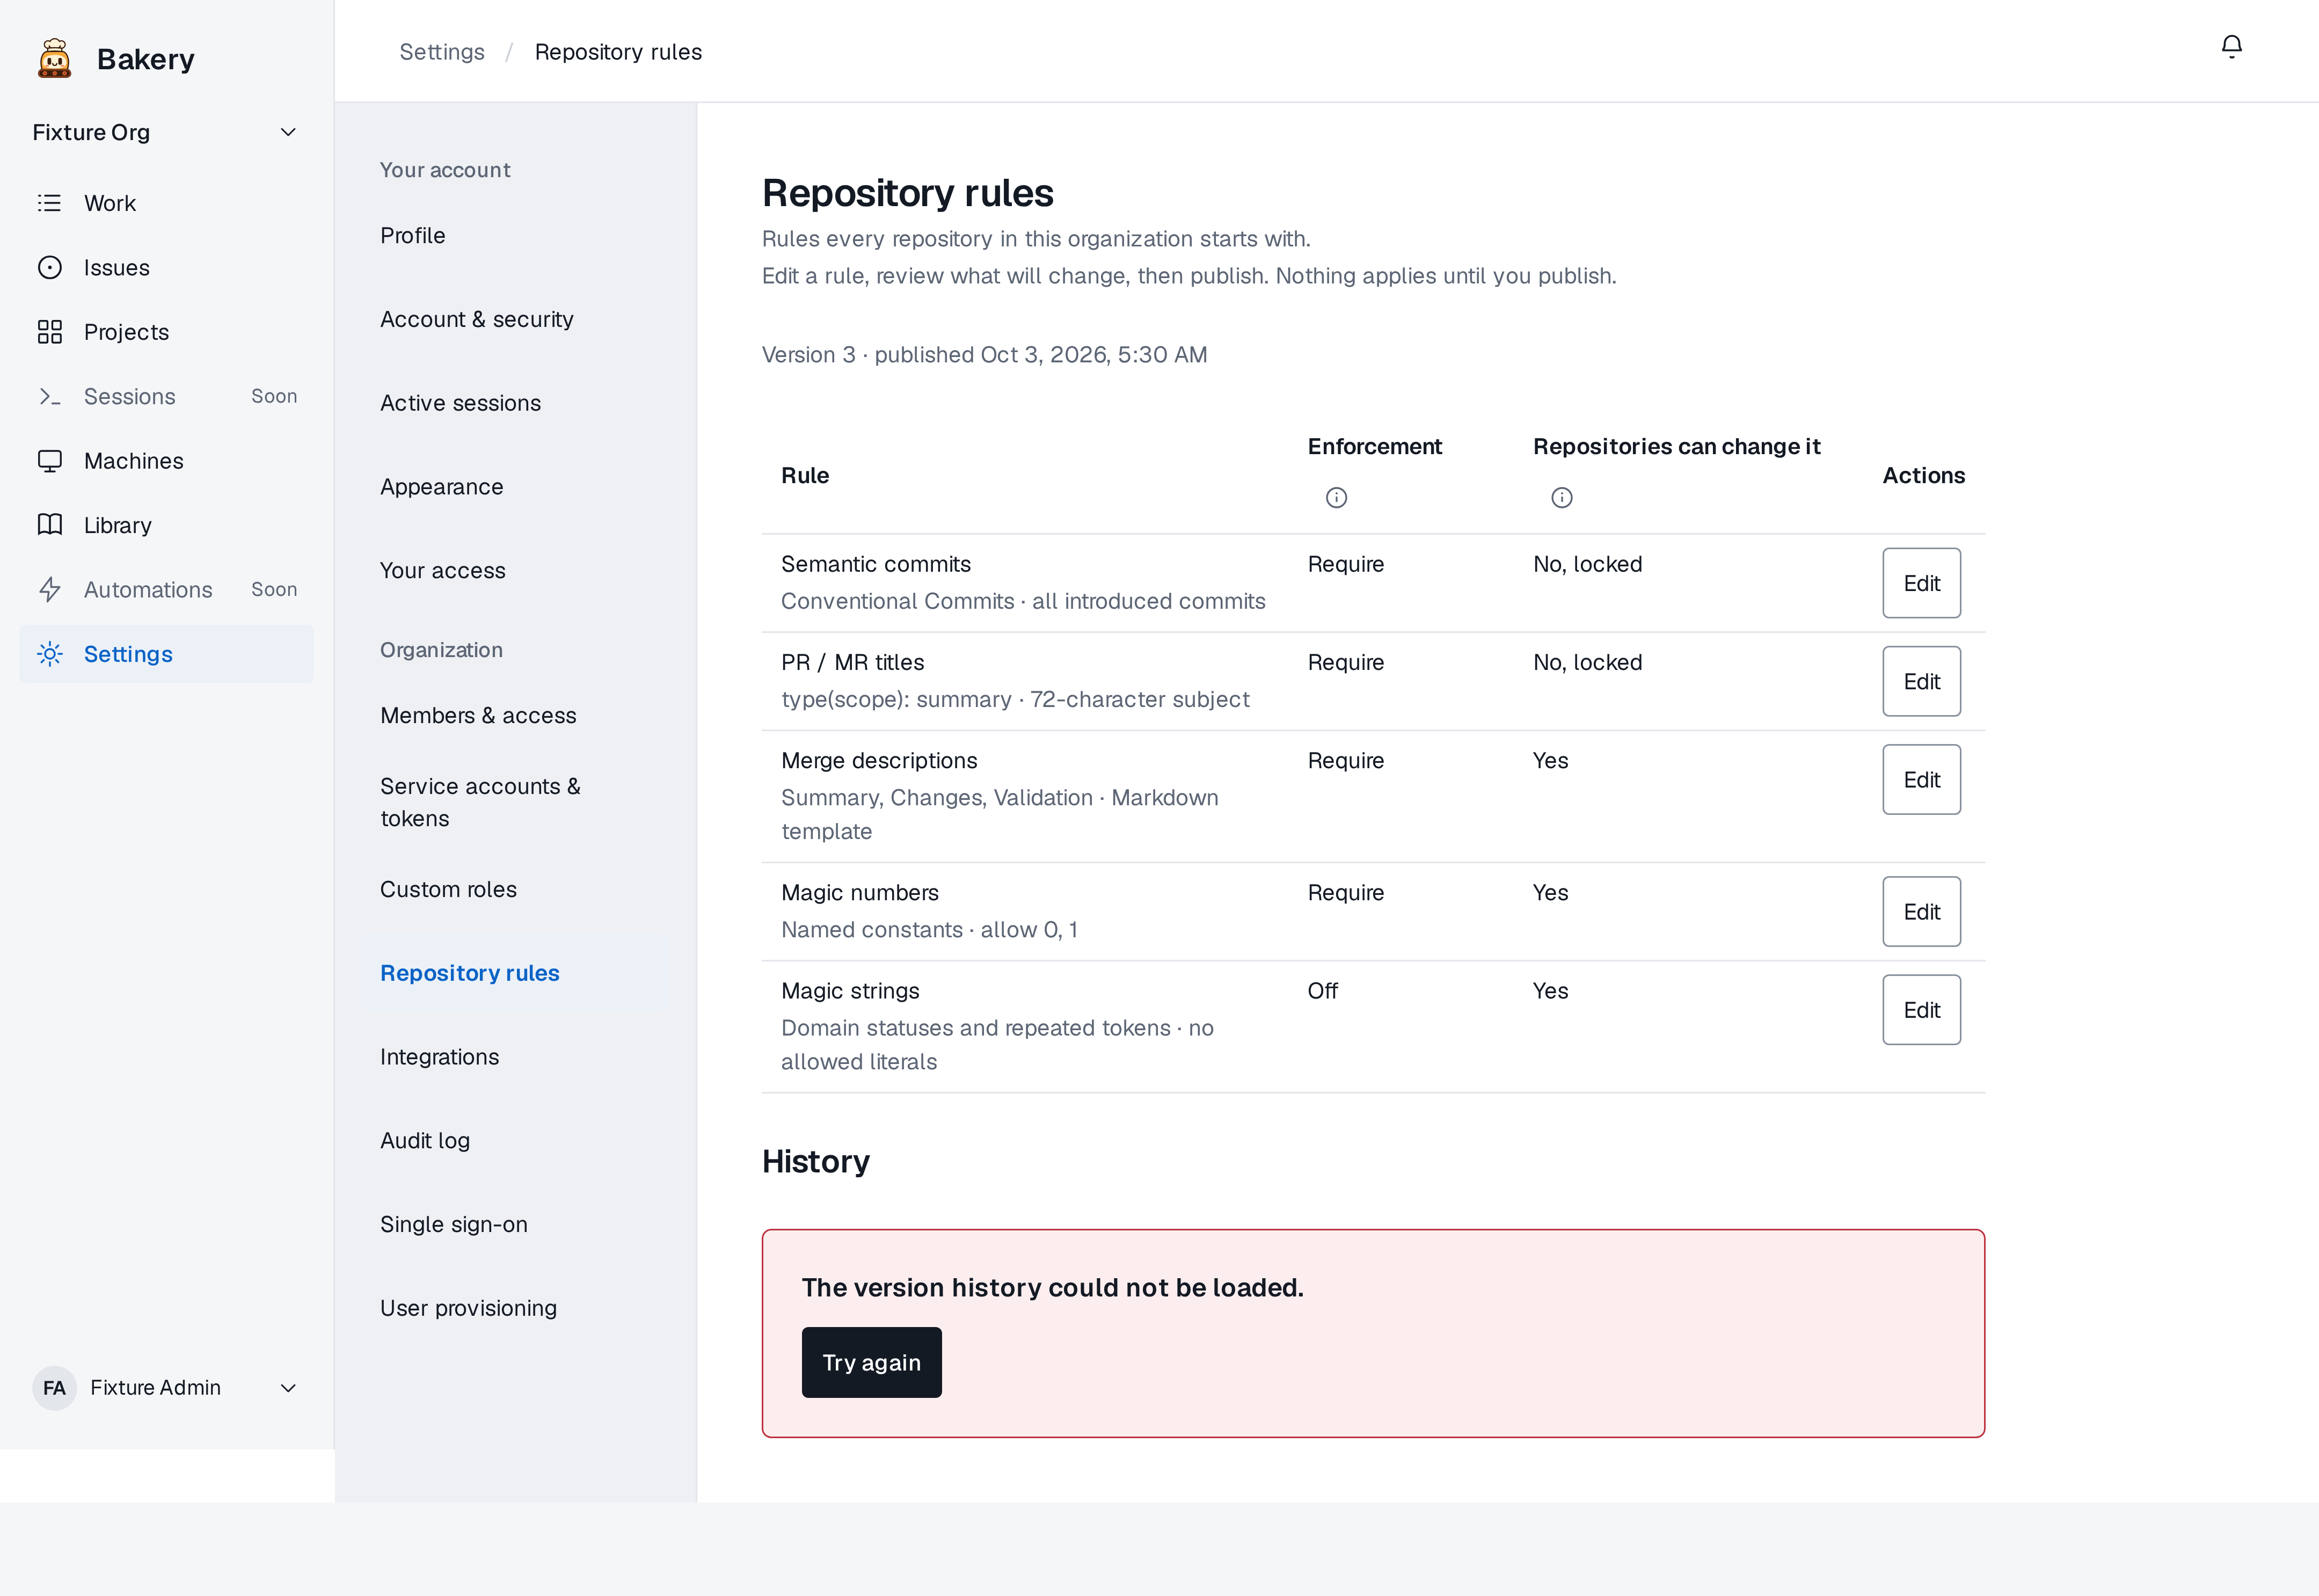 Bakery
Fixture Org
Work
Issues
Projects
Sessions Soon
Machines
Library
Automations Soon
Settings
FA Fixture Admin
Settings / Repository rules
Your account
Profile
Account & security
Active sessions
Appearance
Your access
Organization
Members & access
Service accounts &
tokens
Custom roles
Repository rules
Integrations
Audit log
Single sign-on
User provisioning
Repository rules
Rules every repository in this organization starts with.
Edit a rule, review what will change, then publish. Nothing applies until you publish.
Version 3 · published Oct 3, 2026, 5:30 AM
Rule Enforcement Repositories can change it Actions
Semantic commits Require No, locked Edit
Conventional Commits · all introduced commits
PR / MR titles Require No, locked Edit
type(scope): summary · 72-character subject
Merge descriptions Require Yes Edit
Summary, Changes, Validation · Markdown
template
Magic numbers Require Yes Edit
Named constants · allow 0, 1
Magic strings Off Yes Edit
Domain statuses and repeated tokens · no
allowed literals
History
The version history could not be loaded.
Try again